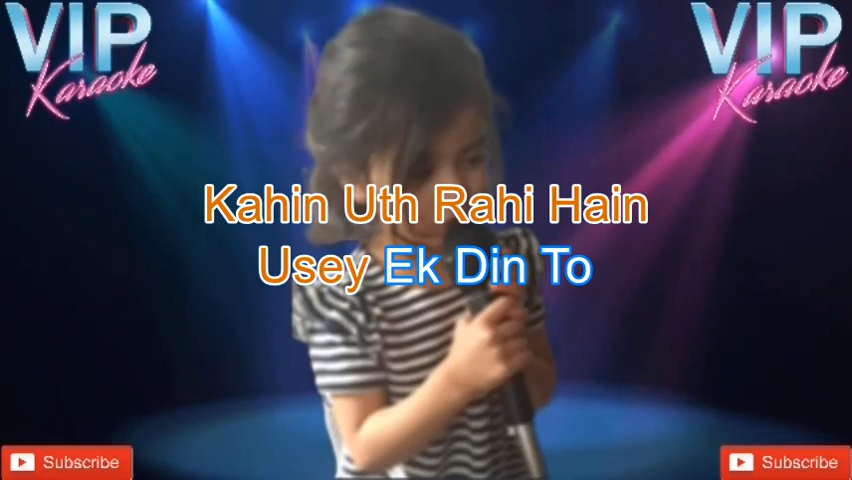 VIP
Karaoke
VIP
Karaoke
Kahin Uth Rahi Hain
Usey Ek Din To
Subscribe
Subscribe